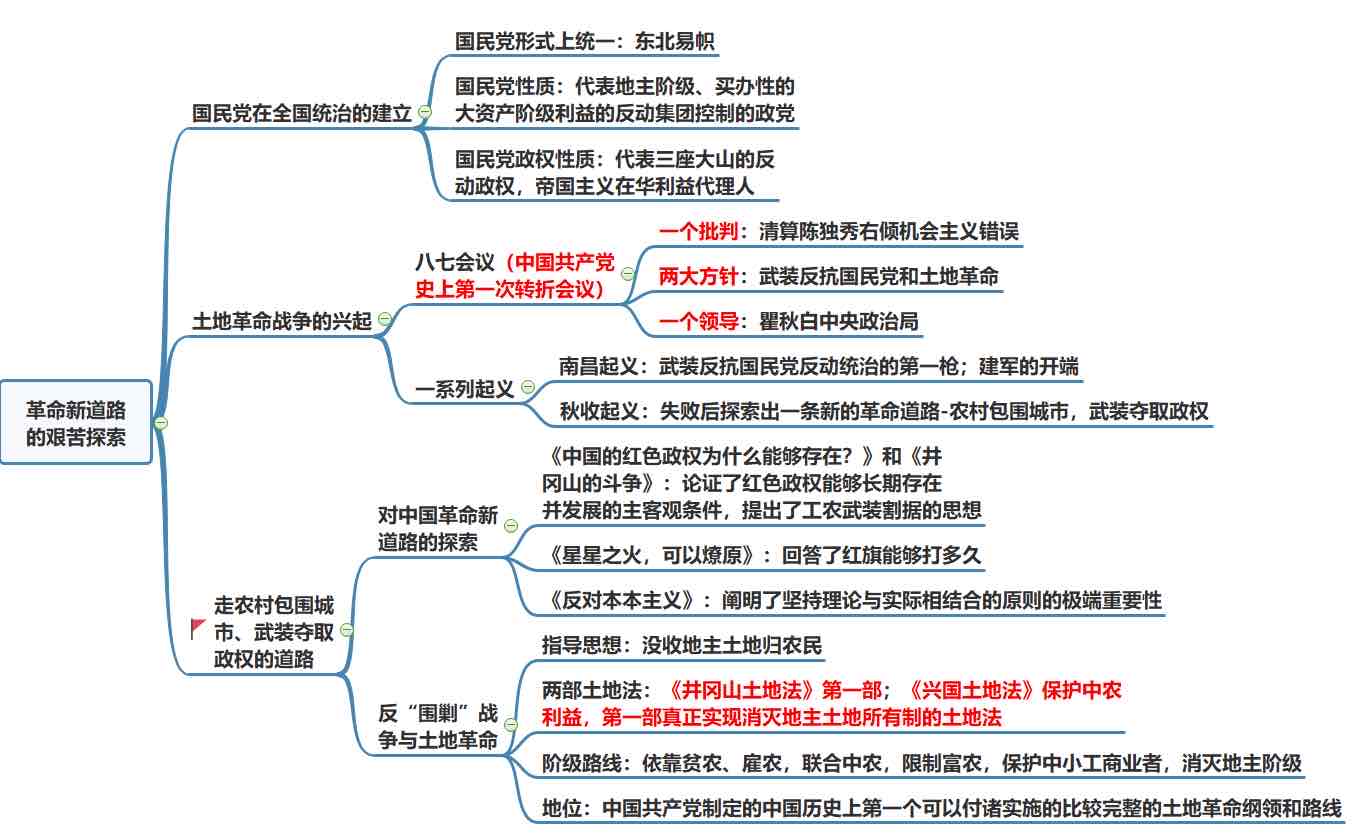 革命新道路
的艰苦探索
国民党在全国统治的建立
国民党形式上统一：东北易帜
国民党性质：代表地主阶级、买办性的
大资产阶级利益的反动集团控制的政党
国民党政权性质：代表三座大山的反
动政权，帝国主义在华利益代理人
土地革命战争的兴起
八七会议（中国共产党
史上第一次转折会议）
一个批判：清算陈独秀右倾机会主义错误
两大方针：武装反抗国民党和土地革命
一个领导：瞿秋白中央政治局
一系列起义
南昌起义：武装反抗国民党反动统治的第一枪；建军的开端
秋收起义：失败后探索出一条新的革命道路-农村包围城市，武装夺取政权
走农村包围城
市、武装夺取
政权的道路
对中国革命新
道路的探索
《中国的红色政权为什么能够存在？》和《井
冈山的斗争》：论证了红色政权能够长期存在
并发展的主客观条件，提出了工农武装割据的思想
《星星之火，可以燎原》：回答了红旗能够打多久
《反对本本主义》：阐明了坚持理论与实际相结合的原则的极端重要性
反“围剿”战
争与土地革命
指导思想：没收地主土地归农民
两部土地法：《井冈山土地法》第一部；《兴国土地法》保护中农
利益，第一部真正实现消灭地主土地所有制的土地法
阶级路线：依靠贫农、雇农，联合中农，限制富农，保护中小工商业者，消灭地主阶级
地位：中国共产党制定的中国历史上第一个可以付诸实施的比较完整的土地革命纲领和路线